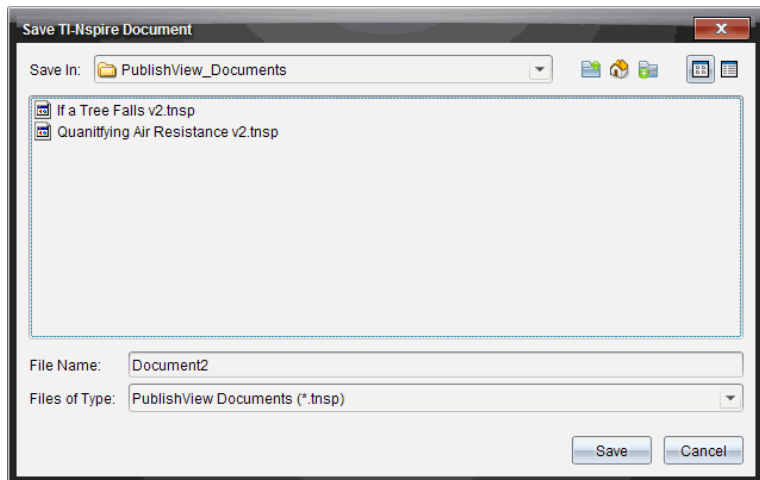 Save TI-Nspire Document
Save In: PublishView_Documents
If a Tree Falls v2.tnsp
Quanitfying Air Resistance v2.tnsp
File Name: Document2
Files of Type: PublishView Documents (*.tnsp)
Save Cancel